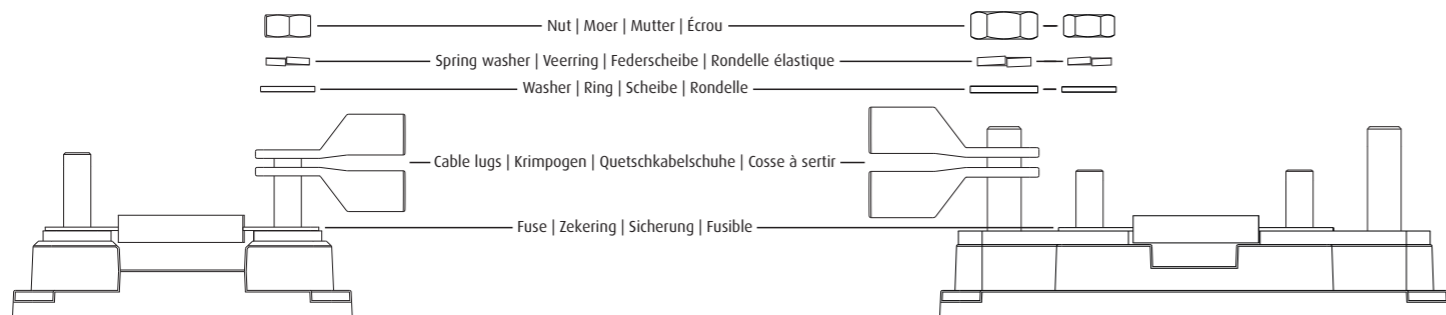 Nut | Moer | Mutter | Écrou
Spring washer | Veerring | Federscheibe | Rondelle élastique
Washer | Ring | Scheibe | Rondelle
Cable lugs | Krimpogen | Quetschkabelschuhe | Cosse à sertir
Fuse | Zekering | Sicherung | Fusible